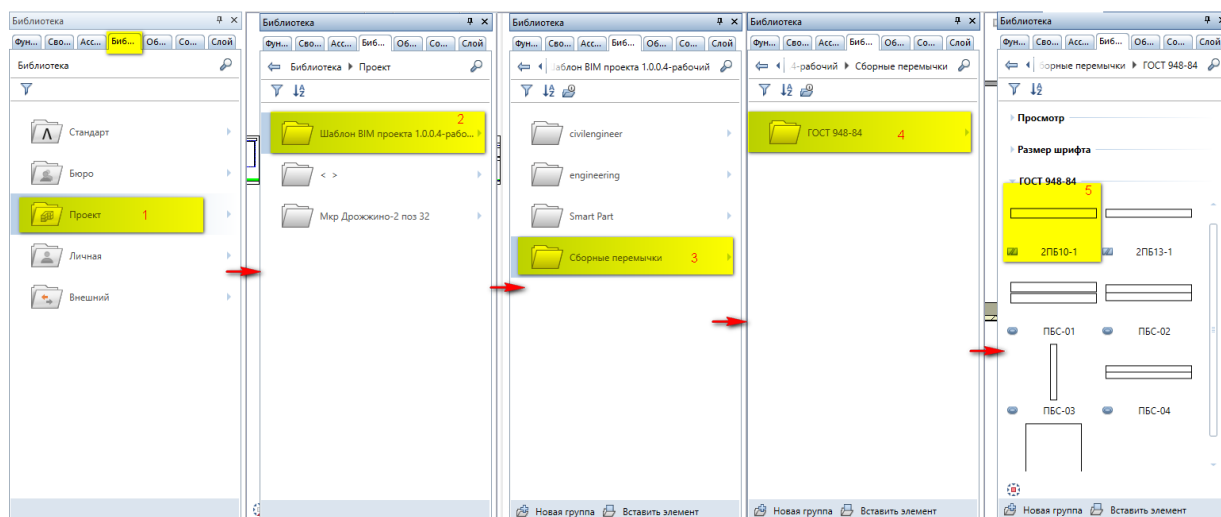 Библиотека
Фун... Сво... Асс... Биб... Об... Со... Слой
Библиотека
Стандарт
Бюро
Проект 1
Личная
Внешний
Библиотека
Фун... Сво... Асс... Биб... Об... Со... Слой
Библиотека Проект
2
Шаблон BIM проекта 1.0.0.4-рабо...
< >
Мкр Дрожжино-2 поз 32
Библиотека
Фун... Сво... Асс... Биб... Об... Со... Слой
аблон BIM проекта 1.0.0.4-рабочий
civilengineer
engineering
Smart Part
Сборные перемычки 3
Новая группа Вставить элемент
Библиотека
Фун... Сво... Асс... Биб... Об... Со... Слой
4-рабочий Сборные перемычки
ГОСТ 948-84 4
Новая группа Вставить элемент
Библиотека
Фун... Сво... Асс... Биб... Об... Со... Слой
борные перемычки ГОСТ 948-84
Просмотр
Размер шрифта
ГОСТ 948-84
5
2ПБ10-1 2ПБ13-1
ПБС-01 ПБС-02
ПБС-03 ПБС-04
Новая группа Вставить элемент